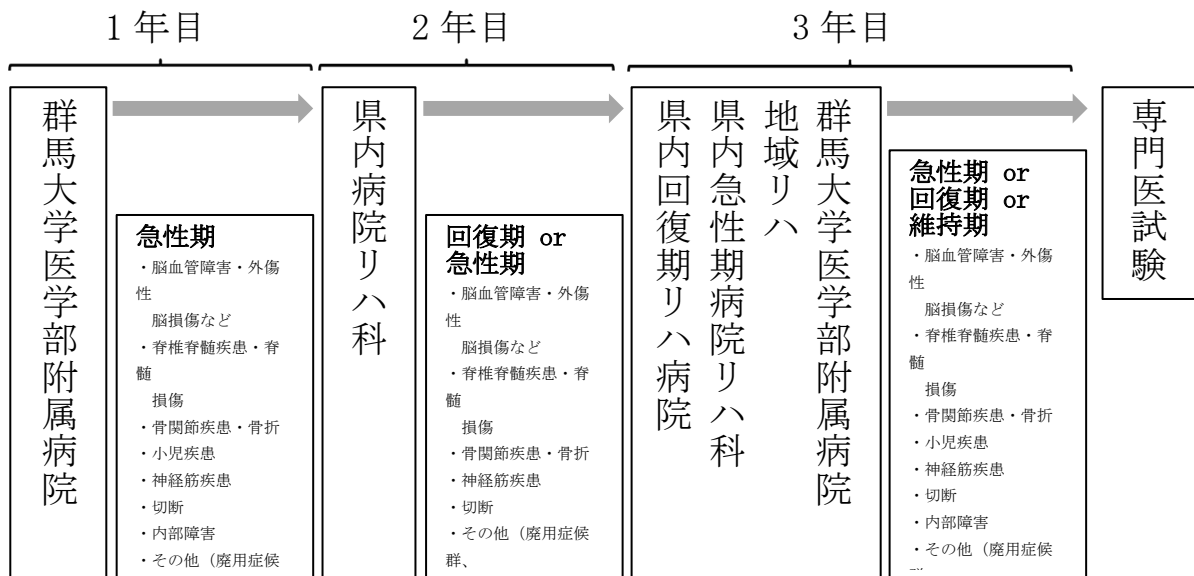 1年目
2年目
3年目
群馬大学医学部附属病院
急性期
・脳血管障害・外傷
性
脳損傷など
・脊椎脊髄疾患・脊
髄
損傷
・骨関節疾患・骨折
・小児疾患
・神経筋疾患
・切断
・内部障害
・その他（廃用症候
県内病院リハ科
回復期 or
急性期
・脳血管障害・外傷
性
脳損傷など
・脊椎脊髄疾患・脊
髄
損傷
・骨関節疾患・骨折
・神経筋疾患
・切断
・その他（廃用症候
群、
群馬大学医学部附属病院
地域リハ
県内急性期病院リハ科
県内回復期リハ病院
急性期 or
回復期 or
維持期
・脳血管障害・外傷
性
脳損傷など
・脊椎脊髄疾患・脊
髄
損傷
・骨関節疾患・骨折
・小児疾患
・神経筋疾患
・切断
・内部障害
・その他（廃用症候
専門医試験